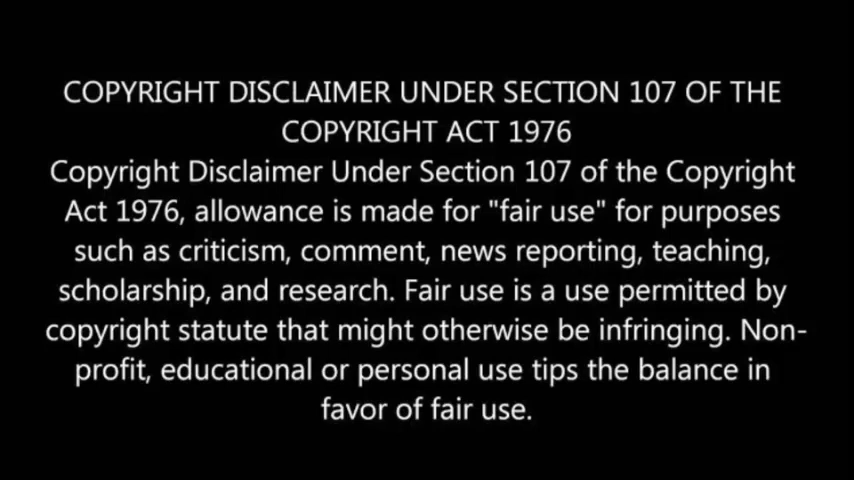 COPYRIGHT DISCLAIMER UNDER SECTION 107 OF THE
COPYRIGHT ACT 1976
Copyright Disclaimer Under Section 107 of the Copyright
Act 1976, allowance is made for "fair use" for purposes
such as criticism, comment, news reporting, teaching,
scholarship, and research. Fair use is a use permitted by
copyright statute that might otherwise be infringing. Non-
profit, educational or personal use tips the balance in
favor of fair use.